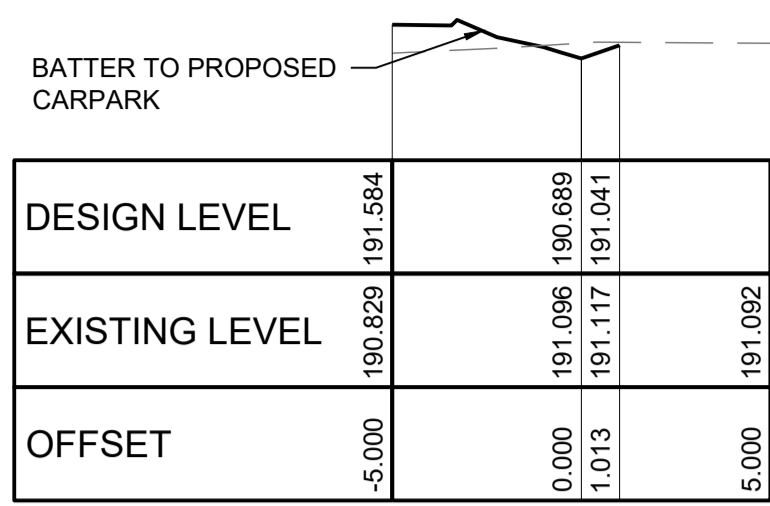 BATTER TO PROPOSED
CARPARK
DESIGN LEVEL 191.584 190.689 191.041
EXISTING LEVEL 190.829 191.096 191.117 191.092
OFFSET -5.000 0.000 1.013 5.000